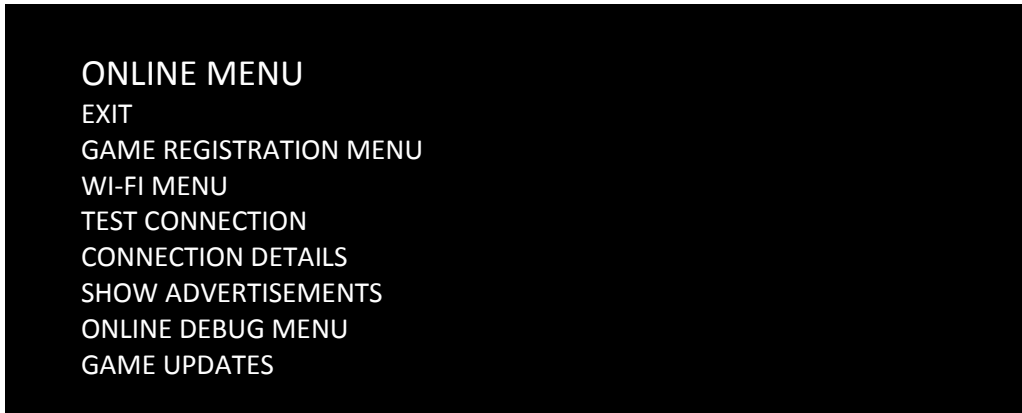 ONLINE MENU
EXIT
GAME REGISTRATION MENU
WI-FI MENU
TEST CONNECTION
CONNECTION DETAILS
SHOW ADVERTISEMENTS
ONLINE DEBUG MENU
GAME UPDATES